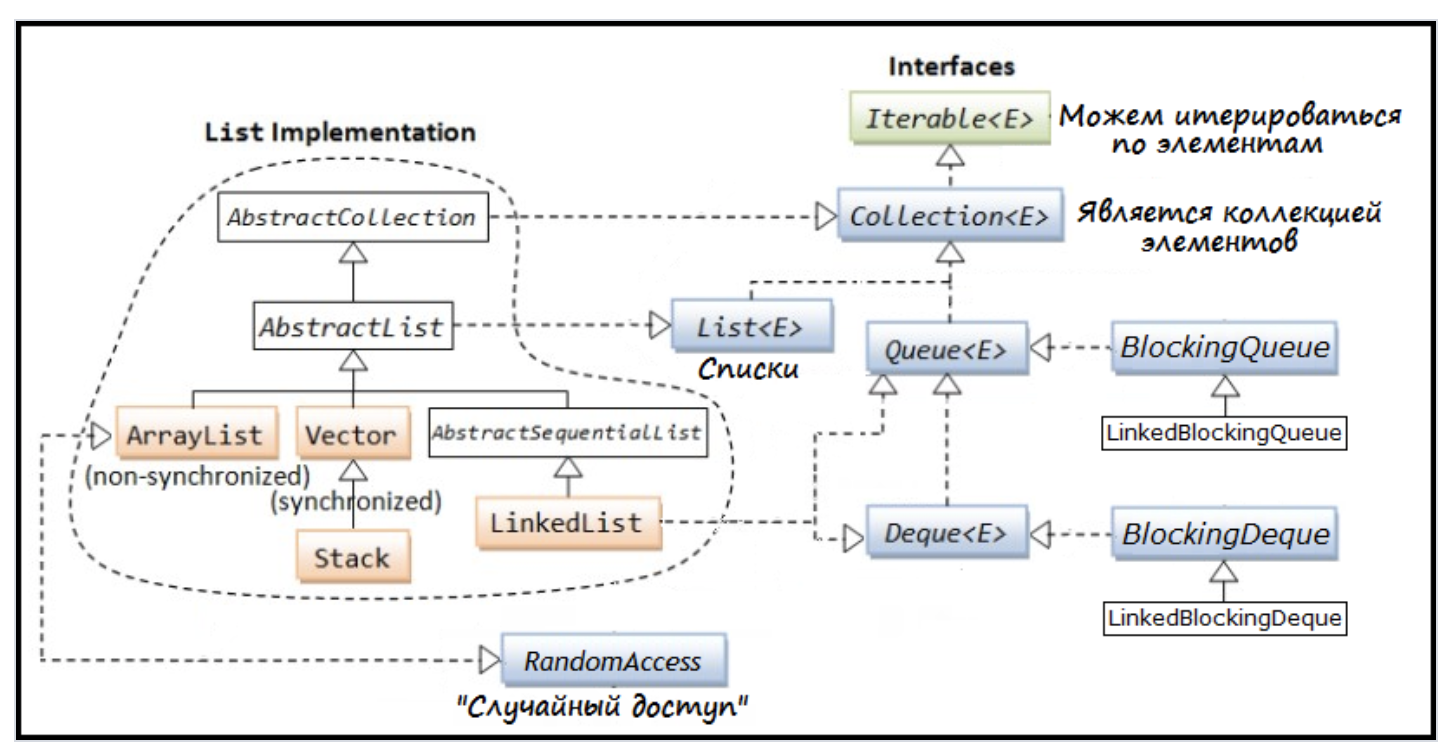 Interfaces
Iterable<E>
Можем итерироваться
по элементам
List Implementation
AbstractCollection
Collection<E>
Является коллекцией
элементов
AbstractList
List<E>
Списки
Queue<E>
BlockingQueue
ArrayList
(non-synchronized)
Vector
(synchronized)
AbstractSequentialList
LinkedBlockingQueue
Stack
LinkedList
Deque<E>
BlockingDeque
LinkedBlockingDeque
RandomAccess
"Случайный доступ"